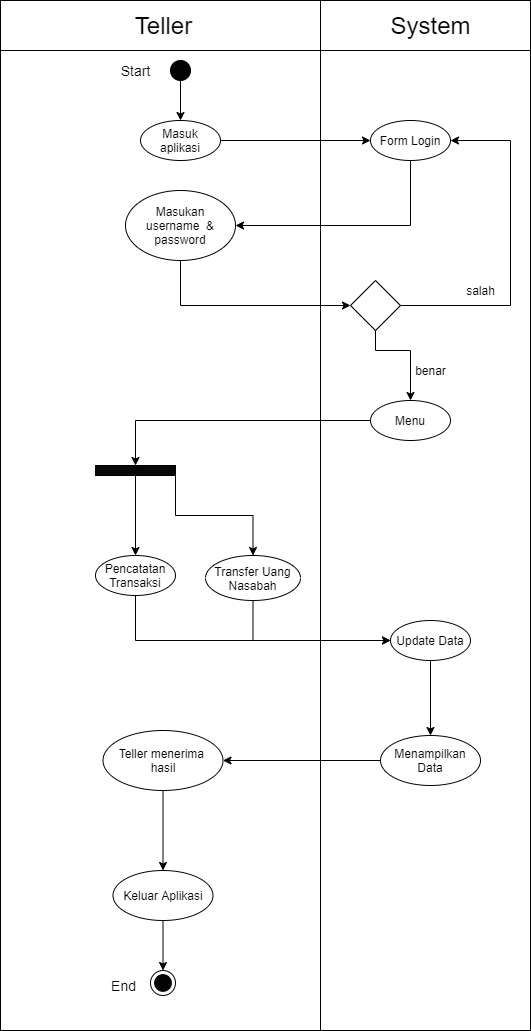 Teller
System
Start
Masuk
aplikasi
Form Login
Masukan
username &
password
salah
benar
Menu
Pencatatan
Transaksi
Transfer Uang
Nasabah
Update Data
Teller menerima
hasil
Menampilkan
Data
Keluar Aplikasi
End